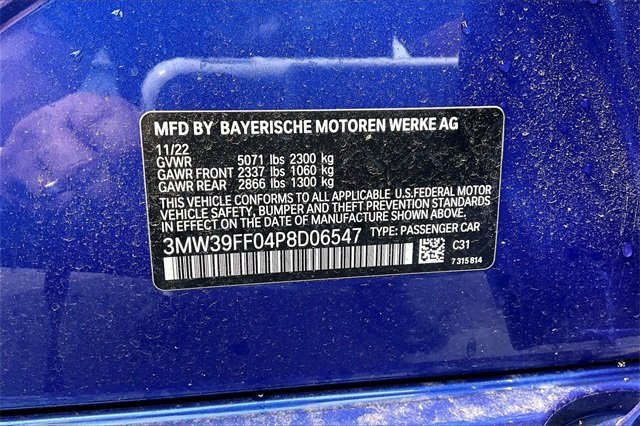 MFD BY BAYERISCHE MOTOREN WERKE AG
11/22
GVWR 5071 lbs 2300 kg
GAWR FRONT 2337 lbs 1060 kg
GAWR REAR 2866 lbs 1300 kg
THIS VEHICLE CONFORMS TO ALL APPLICABLE U.S.FEDERAL MOTOR
VEHICLE SAFETY, BUMPER AND THEFT PREVENTION STANDARDS
IN EFFECT ON THE DATE OF MANUFACTURE SHOWN ABOVE.
3MW39FF04P8D06547 TYPE: PASSENGER CAR
C31
7 315 814